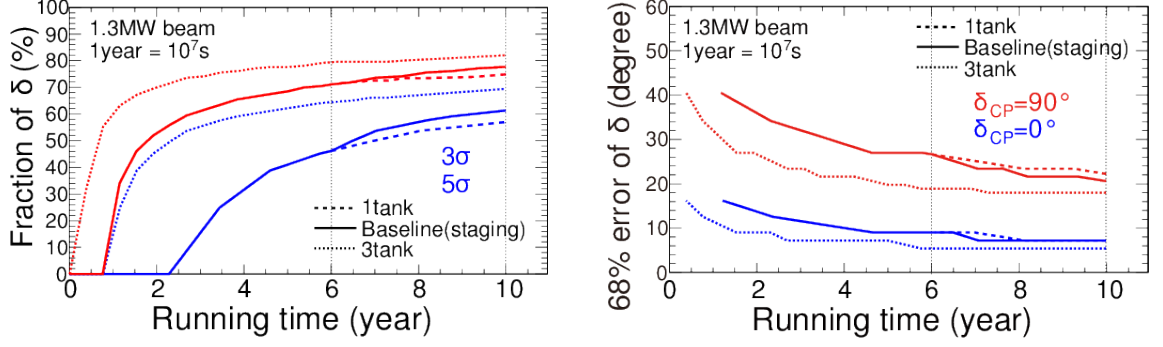 Fraction of δ (%)
100
90
80
70
60
50
40
30
20
10
0
1.3MW beam
1year = 10⁷s
3σ
5σ
1tank
Baseline(staging)
3tank
0 2 4 6 8 10
Running time (year)
68% error of δ (degree)
60
50
40
30
20
10
0
1.3MW beam
1year = 10⁷s
1tank
Baseline(staging)
3tank
δCP=90°
δCP=0°
0 2 4 6 8 10
Running time (year)